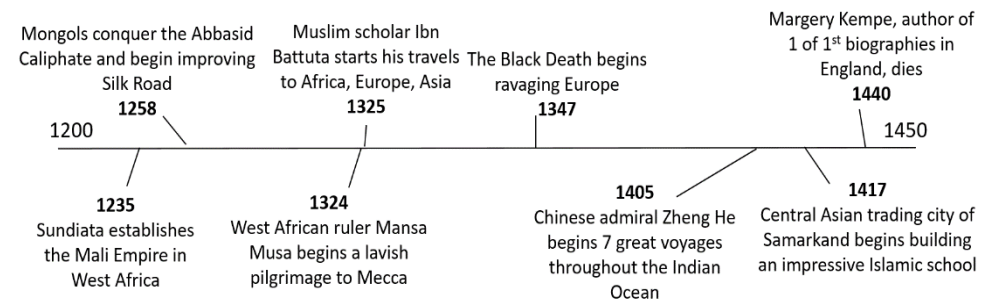 Mongols conquer the Abbasid
Caliphate and begin improving
Silk Road
1258
Muslim scholar Ibn
Battuta starts his travels
to Africa, Europe, Asia
1325
The Black Death begins
ravaging Europe
1347
Margery Kempe, author of
1 of 1st biographies in
England, dies
1440
1200
1450
1235
Sundiata establishes
the Mali Empire in
West Africa
1324
West African ruler Mansa
Musa begins a lavish
pilgrimage to Mecca
1405
Chinese admiral Zheng He
begins 7 great voyages
throughout the Indian
Ocean
1417
Central Asian trading city of
Samarkand begins building
an impressive Islamic school